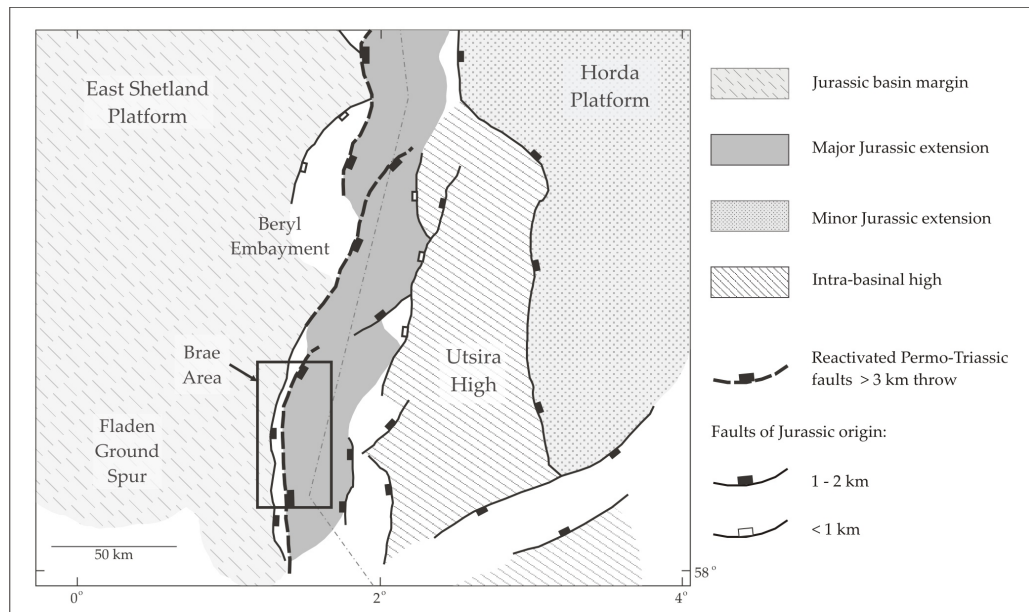 East Shetland
Platform
Horda
Platform
Beryl
Embayment
Brae
Area
Utsira
High
Fladen
Ground
Spur
50 km
58°
0°
2°
4°
Jurassic basin margin
Major Jurassic extension
Minor Jurassic extension
Intra-basinal high
Reactivated Permo-Triassic
faults > 3 km throw
Faults of Jurassic origin:
1 - 2 km
< 1 km